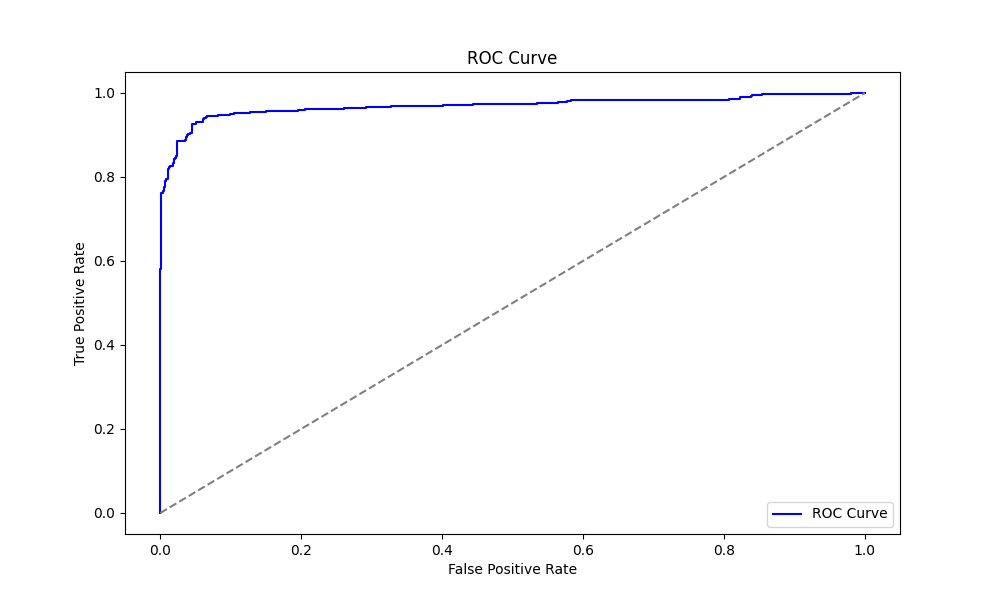 ROC Curve
1.0
0.8
0.6
0.4
0.2
0.0
True Positive Rate
0.0 0.2 0.4 0.6 0.8 1.0
False Positive Rate
ROC Curve